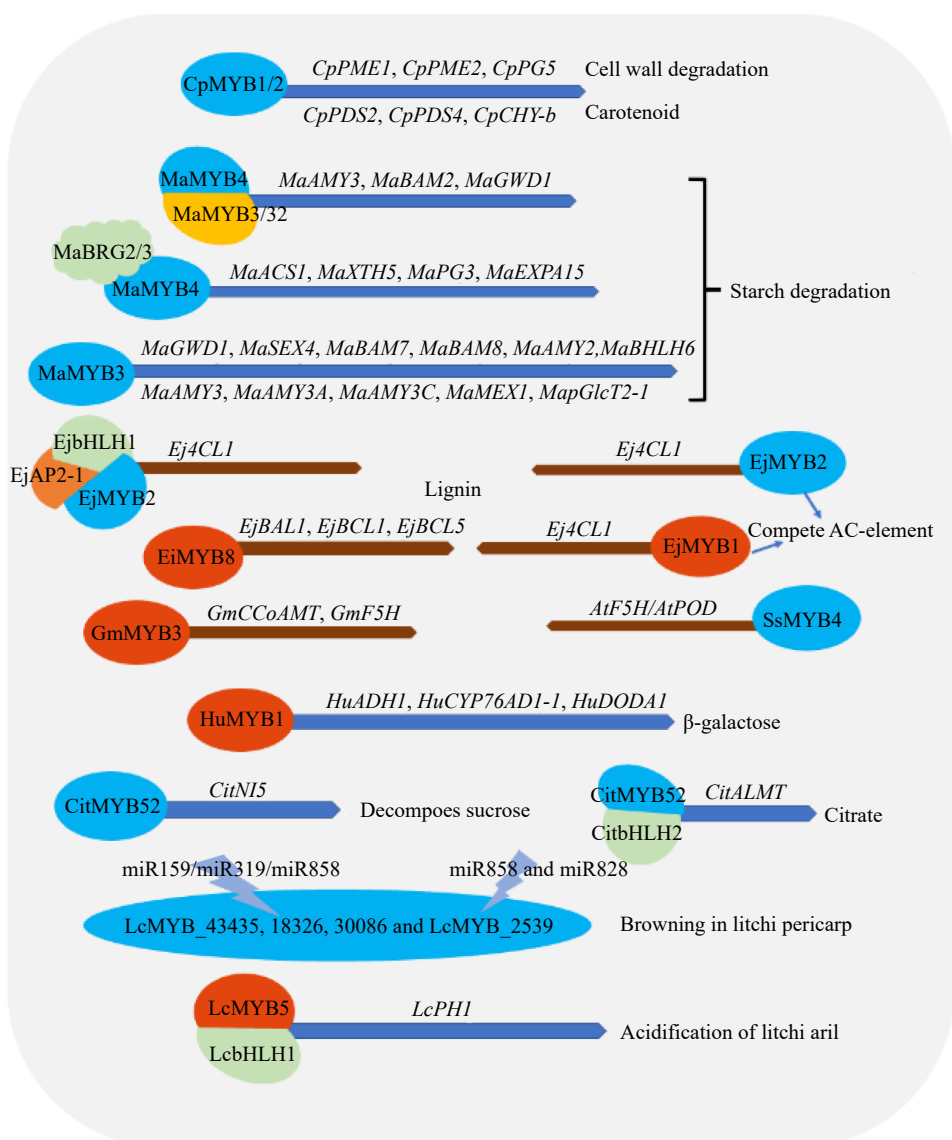 CpPME1, CpPME2, CpPG5
Cell wall degradation
CpMYB1/2
CpPDS2, CpPDS4, CpCHY-b
Carotenoid
MaMYB4
MaAMY3, MaBAM2, MaGWD1
MaMYB3/32
MaBRG2/3
MaACS1, MaXTH5, MaPG3, MaEXPA15
MaMYB4
Starch degradation
MaGWD1, MaSEX4, MaBAM7, MaBAM8, MaAMY2,MaBHLH6
MaMYB3
MaAMY3, MaAMY3A, MaAMY3C, MaMEX1, MapGlcT2-1
EjbHLH1
Ej4CL1
EjAP2-1
EjMYB2
Ej4CL1
EjMYB2
Lignin
EjBAL1, EjBCL1, EjBCL5
EiMYB8
Ej4CL1
EjMYB1
Compete AC-element
GmCCoAMT, GmF5H
GmMYB3
AtF5H/AtPOD
SsMYB4
HuADH1, HuCYP76AD1-1, HuDODA1
HuMYB1
β-galactose
CitNI5
CitMYB52
Decompoes sucrose
CitMYB52
CitALMT
CitbHLH2
Citrate
miR159/miR319/miR858
miR858 and miR828
LcMYB_43435, 18326, 30086 and LcMYB_2539
Browning in litchi pericarp
LcMYB5
LcPH1
LcbHLH1
Acidification of litchi aril